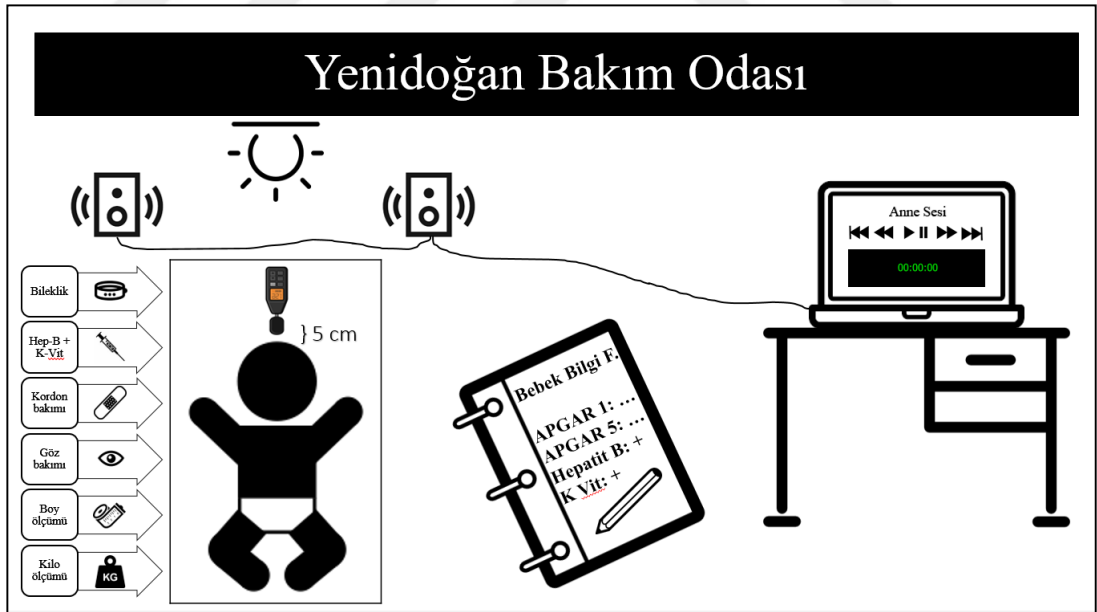 Yenidoğan Bakım Odası
Anne Sesi
00:00:00
Bileklik
Hep-B +
K-Vit
Kordon
bakımı
Göz
bakımı
Boy
ölçümü
Kilo
ölçümü
KG
} 5 cm
Bebek Bilgi F.
APGAR 1: …
APGAR 5: …
Hepatit B: +
K Vit: +